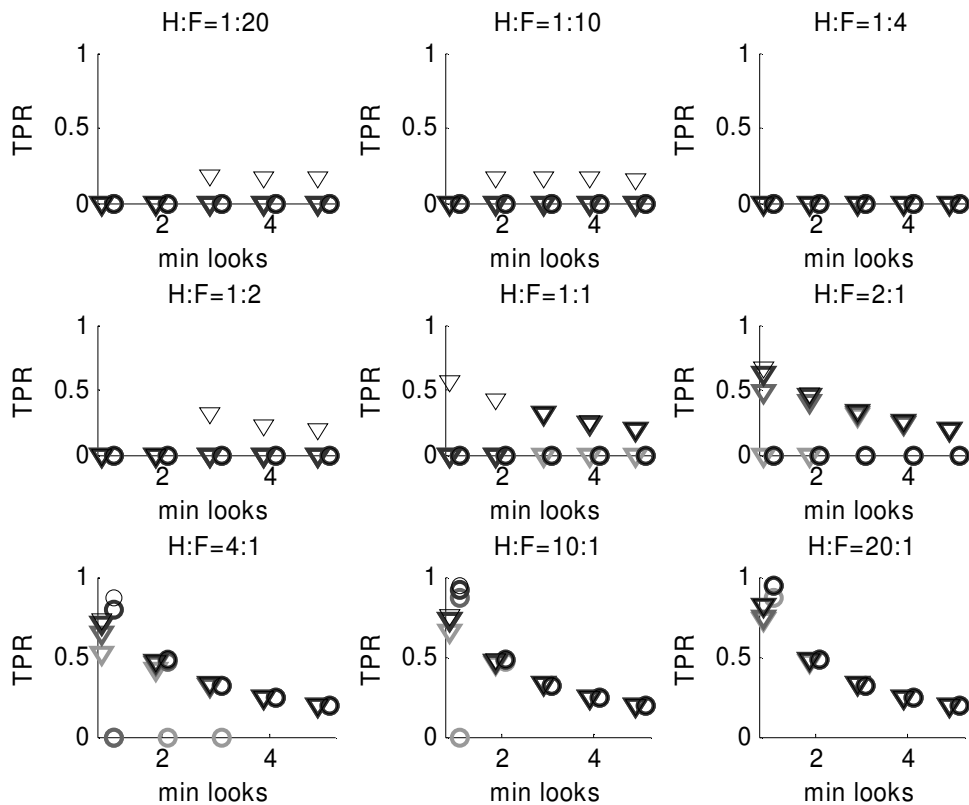 H:F=1:20 H:F=1:10 H:F=1:4
1 1 1
TPR 0.5 TPR 0.5 TPR 0.5
0 0 0
2 4 2 4 2 4
min looks min looks min looks
H:F=1:2 H:F=1:1 H:F=2:1
1 1 1
TPR 0.5 TPR 0.5 TPR 0.5
0 0 0
2 4 2 4 2 4
min looks min looks min looks
H:F=4:1 H:F=10:1 H:F=20:1
1 1 1
TPR 0.5 TPR 0.5 TPR 0.5
0 0 0
2 4 2 4 2 4
min looks min looks min looks